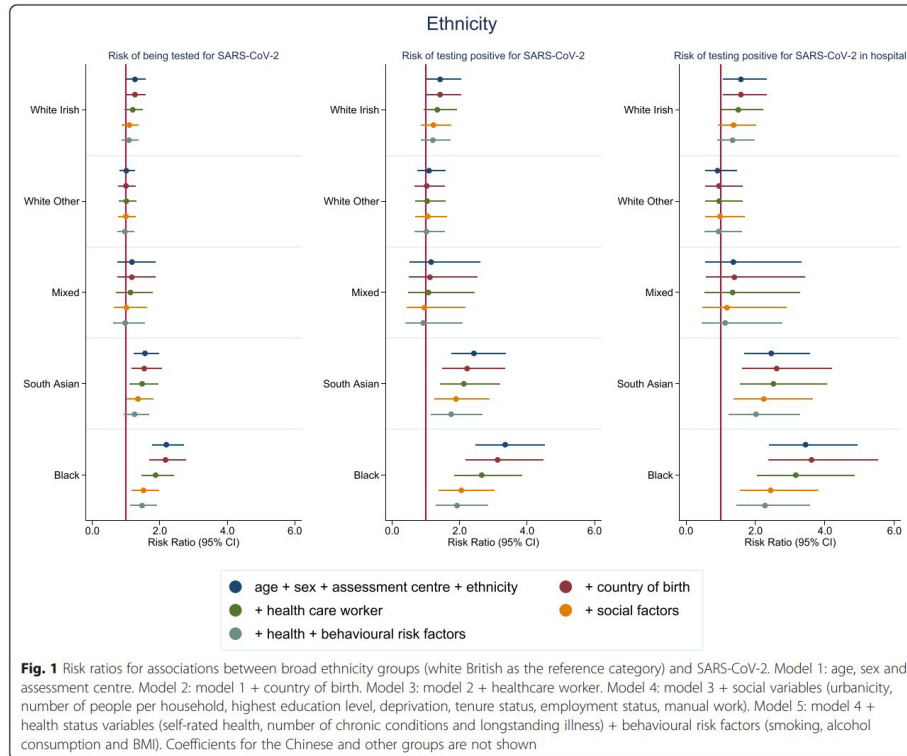 Ethnicity
Risk of being tested for SARS-CoV-2
White Irish
White Other
Mixed
South Asian
Black
0.0 2.0 4.0 6.0
Risk Ratio (95% CI)
Risk of testing positive for SARS-CoV-2
White Irish
White Other
Mixed
South Asian
Black
0.0 2.0 4.0 6.0
Risk Ratio (95% CI)
Risk of testing positive for SARS-CoV-2 in hospital
White Irish
White Other
Mixed
South Asian
Black
0.0 2.0 4.0 6.0
Risk Ratio (95% CI)
age + sex + assessment centre + ethnicity
+ country of birth
+ health care worker
+ social factors
+ health + behavioural risk factors
Fig. 1 Risk ratios for associations between broad ethnicity groups (white British as the reference category) and SARS-CoV-2. Model 1: age, sex and
assessment centre. Model 2: model 1 + country of birth. Model 3: model 2 + healthcare worker. Model 4: model 3 + social variables (urbanicity,
number of people per household, highest education level, deprivation, tenure status, employment status, manual work). Model 5: model 4 +
health status variables (self-rated health, number of chronic conditions and longstanding illness) + behavioural risk factors (smoking, alcohol
consumption and BMI). Coefficients for the Chinese and other groups are not shown